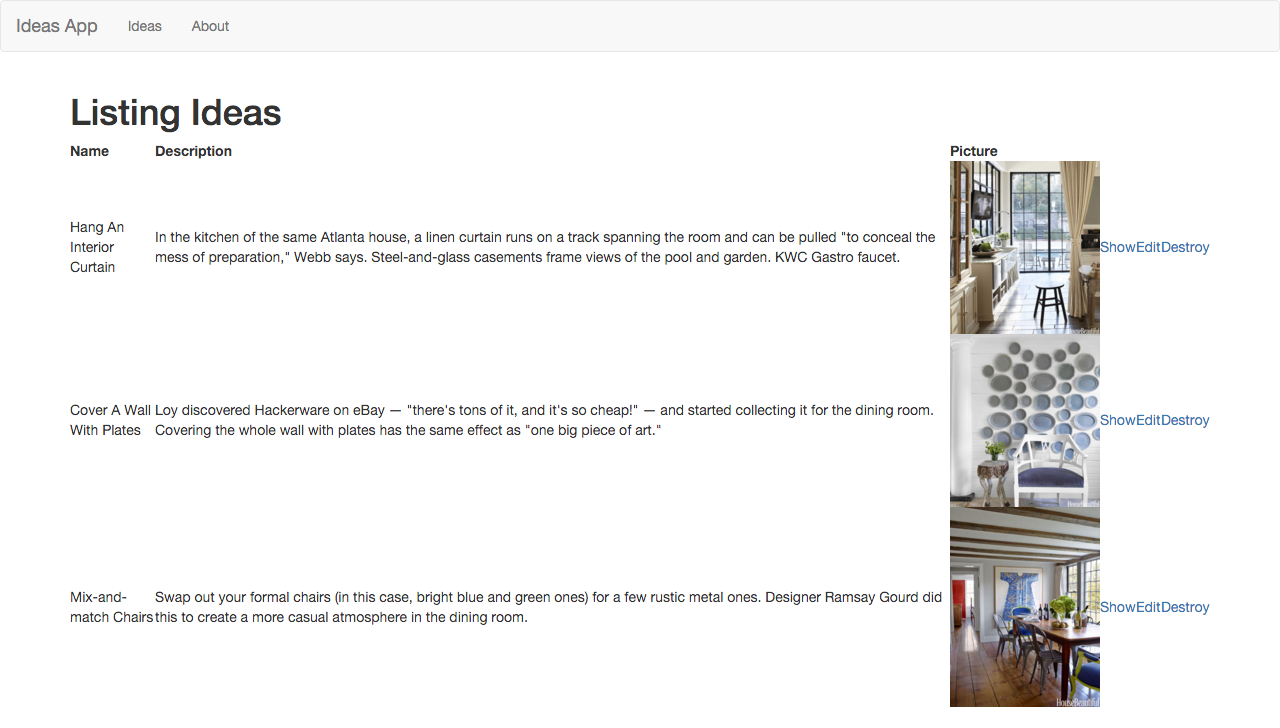 Ideas App Ideas About
Listing Ideas
Name Description Picture
Hang An
Interior
Curtain
In the kitchen of the same Atlanta house, a linen curtain runs on a track spanning the room and can be pulled "to conceal the
mess of preparation," Webb says. Steel-and-glass casements frame views of the pool and garden. KWC Gastro faucet.
ShowEditDestroy
Cover A Wall
With Plates
Loy discovered Hackerware on eBay — "there's tons of it, and it's so cheap!" — and started collecting it for the dining room.
Covering the whole wall with plates has the same effect as "one big piece of art."
ShowEditDestroy
Mix-and-
match Chairs
Swap out your formal chairs (in this case, bright blue and green ones) for a few rustic metal ones. Designer Ramsay Gourd did
this to create a more casual atmosphere in the dining room.
HouseBeautiful
ShowEditDestroy